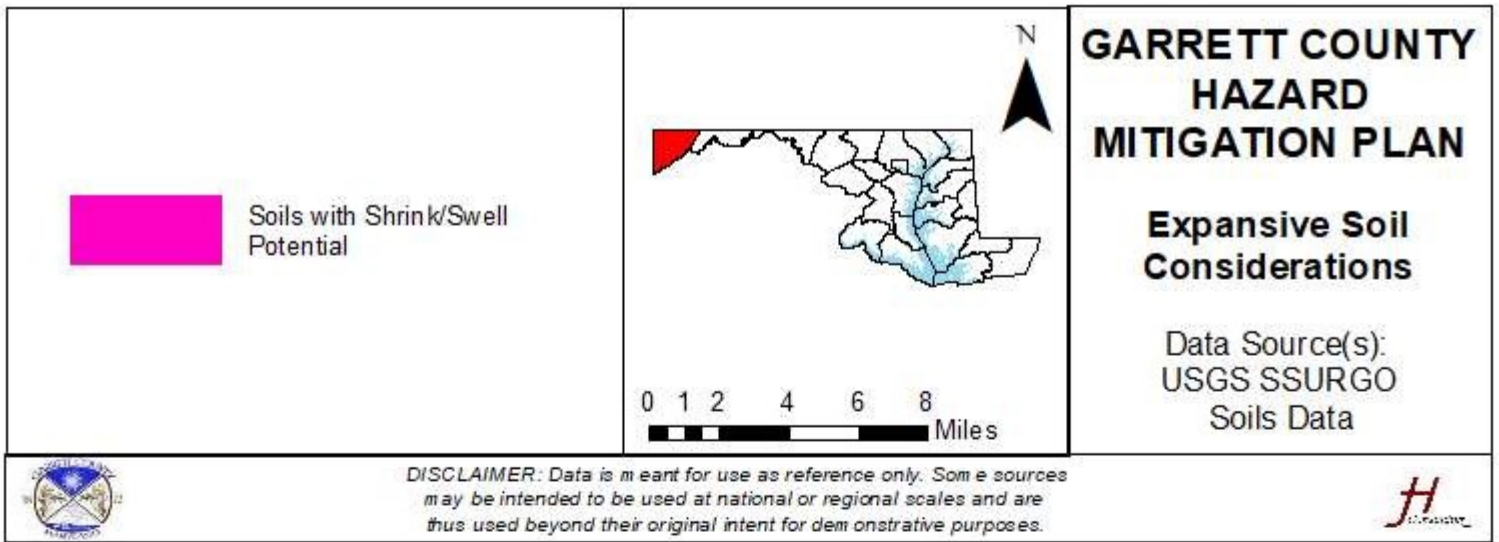 Soils with Shrink/Swell
Potential
N
0 1 2 4 6 8
Miles
GARRETT COUNTY
HAZARD
MITIGATION PLAN
Expansive Soil
Considerations
Data Source(s):
USGS SSURGO
Soils Data
GARRETT COUNTY
MARYLAND
DISCLAIMER: Data is meant for use as reference only. Some sources
may be intended to be used at national or regional scales and are
thus used beyond their original intent for demonstrative purposes.
H